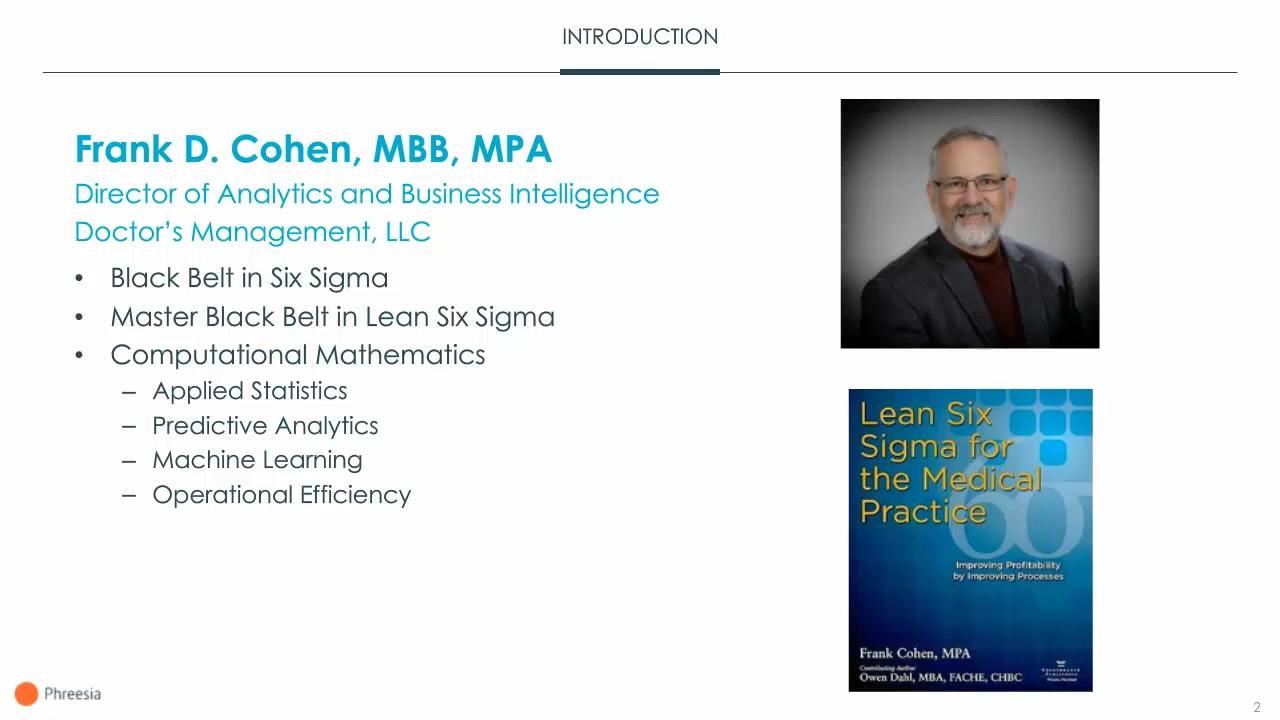 INTRODUCTION
Frank D. Cohen, MBB, MPA
Director of Analytics and Business Intelligence
Doctor’s Management, LLC
• Black Belt in Six Sigma
• Master Black Belt in Lean Six Sigma
• Computational Mathematics
– Applied Statistics
– Predictive Analytics
– Machine Learning
– Operational Efficiency
Lean Six
Sigma for
the Medical
Practice
6σ
Improving Profitability
by Improving Processes
Frank Cohen, MPA
Contributing Author
Owen Dahl, MBA, FACHE, CHBC
Phreesia
2